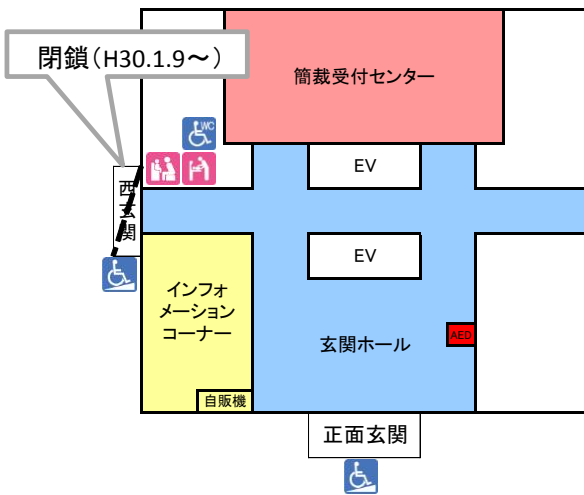 閉鎖（H30.1.9～）
簡裁受付センター
WC
EV
西玄関
EV
インフォ
メーション
コーナー
玄関ホール
AED
自販機
正面玄関